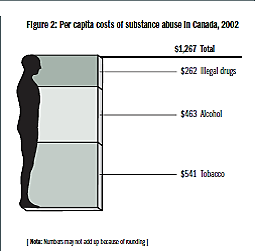 Figure 2: Per capita costs of substance abuse in Canada, 2002
$1,267 Total
$262 Illegal drugs
$463 Alcohol
$541 Tobacco
[ Note: Numbers may not add up because of rounding ]